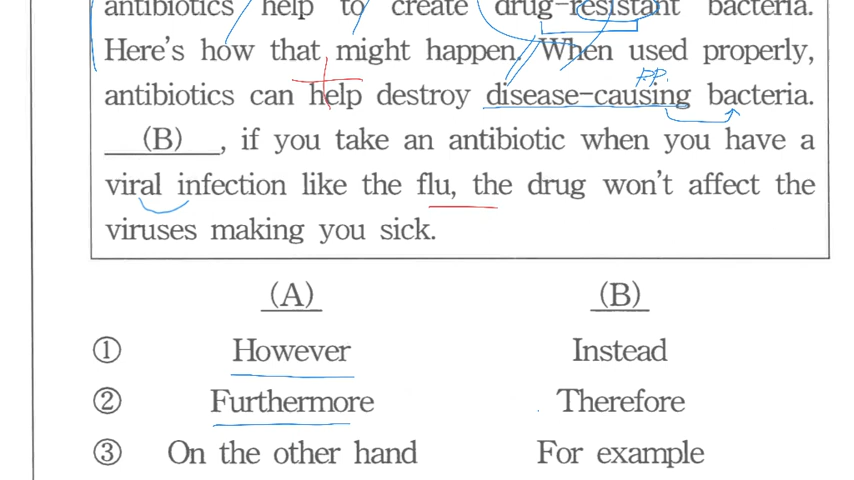 antibiotics help to create drug-resistant bacteria.
Here's how that might happen. When used properly,
P.P.
antibiotics can help destroy disease-causing bacteria.
(B) , if you take an antibiotic when you have a
viral infection like the flu, the drug won't affect the
viruses making you sick.
(A) (B)
① However Instead
② Furthermore Therefore
③ On the other hand For example